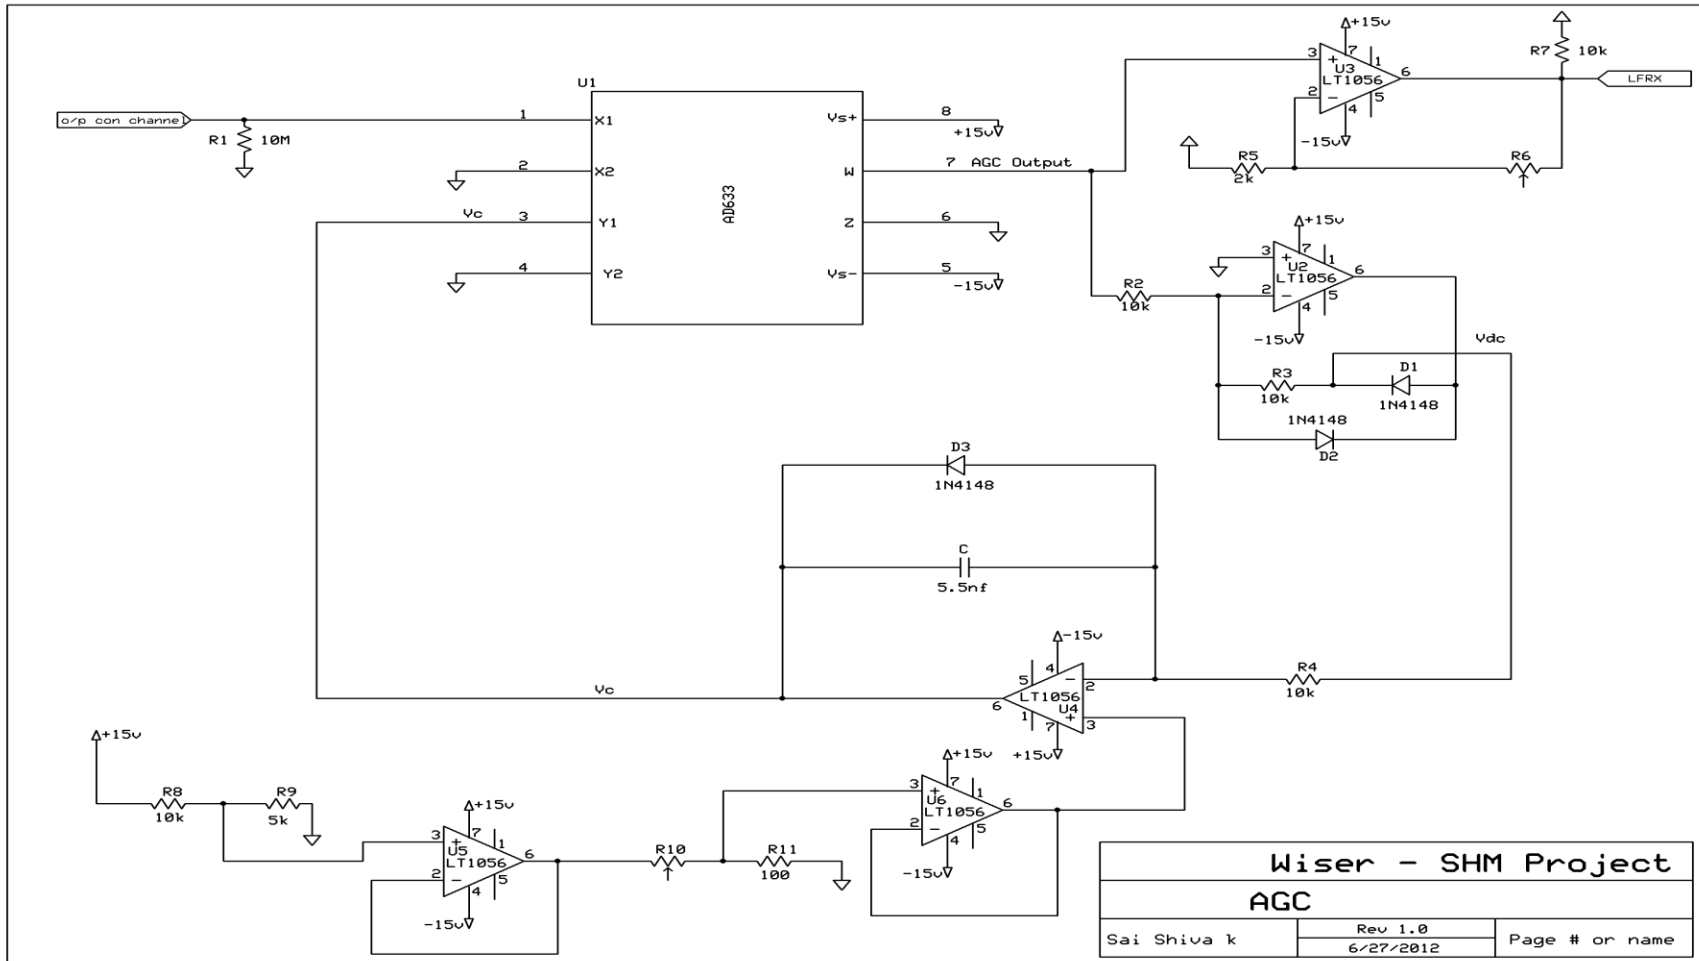 +15v
R7 10k
3 7 1
+ U3
LT1056 6
LFRX
2 - 5
4
-15v
U1
o/p con channel
1 X1
Vs+ 8
+15v
R1 10M
2 X2
W 7 AGC Output
R5
2k
R6
AD633
Vc 3 Y1
Z 6
4 Y2
Vs- 5
-15v
+15v
3 7 1
+ U2
LT1056 6
2 - 5
4
-15v
R2
10k
Vdc
R3
10k
D1
1N4148
1N4148
D2
D3
1N4148
C
5.5nf
-15v
5 4 - 2
LT1056
6 U4
1 7 + 3
+15v
R4
10k
Vc
+15v
R8
10k
R9
5k
+15v
3 7 1
+ U5
LT1056 6
2 - 5
4
-15v
R10
R11
100
+15v
3 7 1
+ U6
LT1056 6
2 - 5
4
-15v
Wiser - SHM Project
AGC
Sai Shiva k
Rev 1.0
6/27/2012
Page # or name